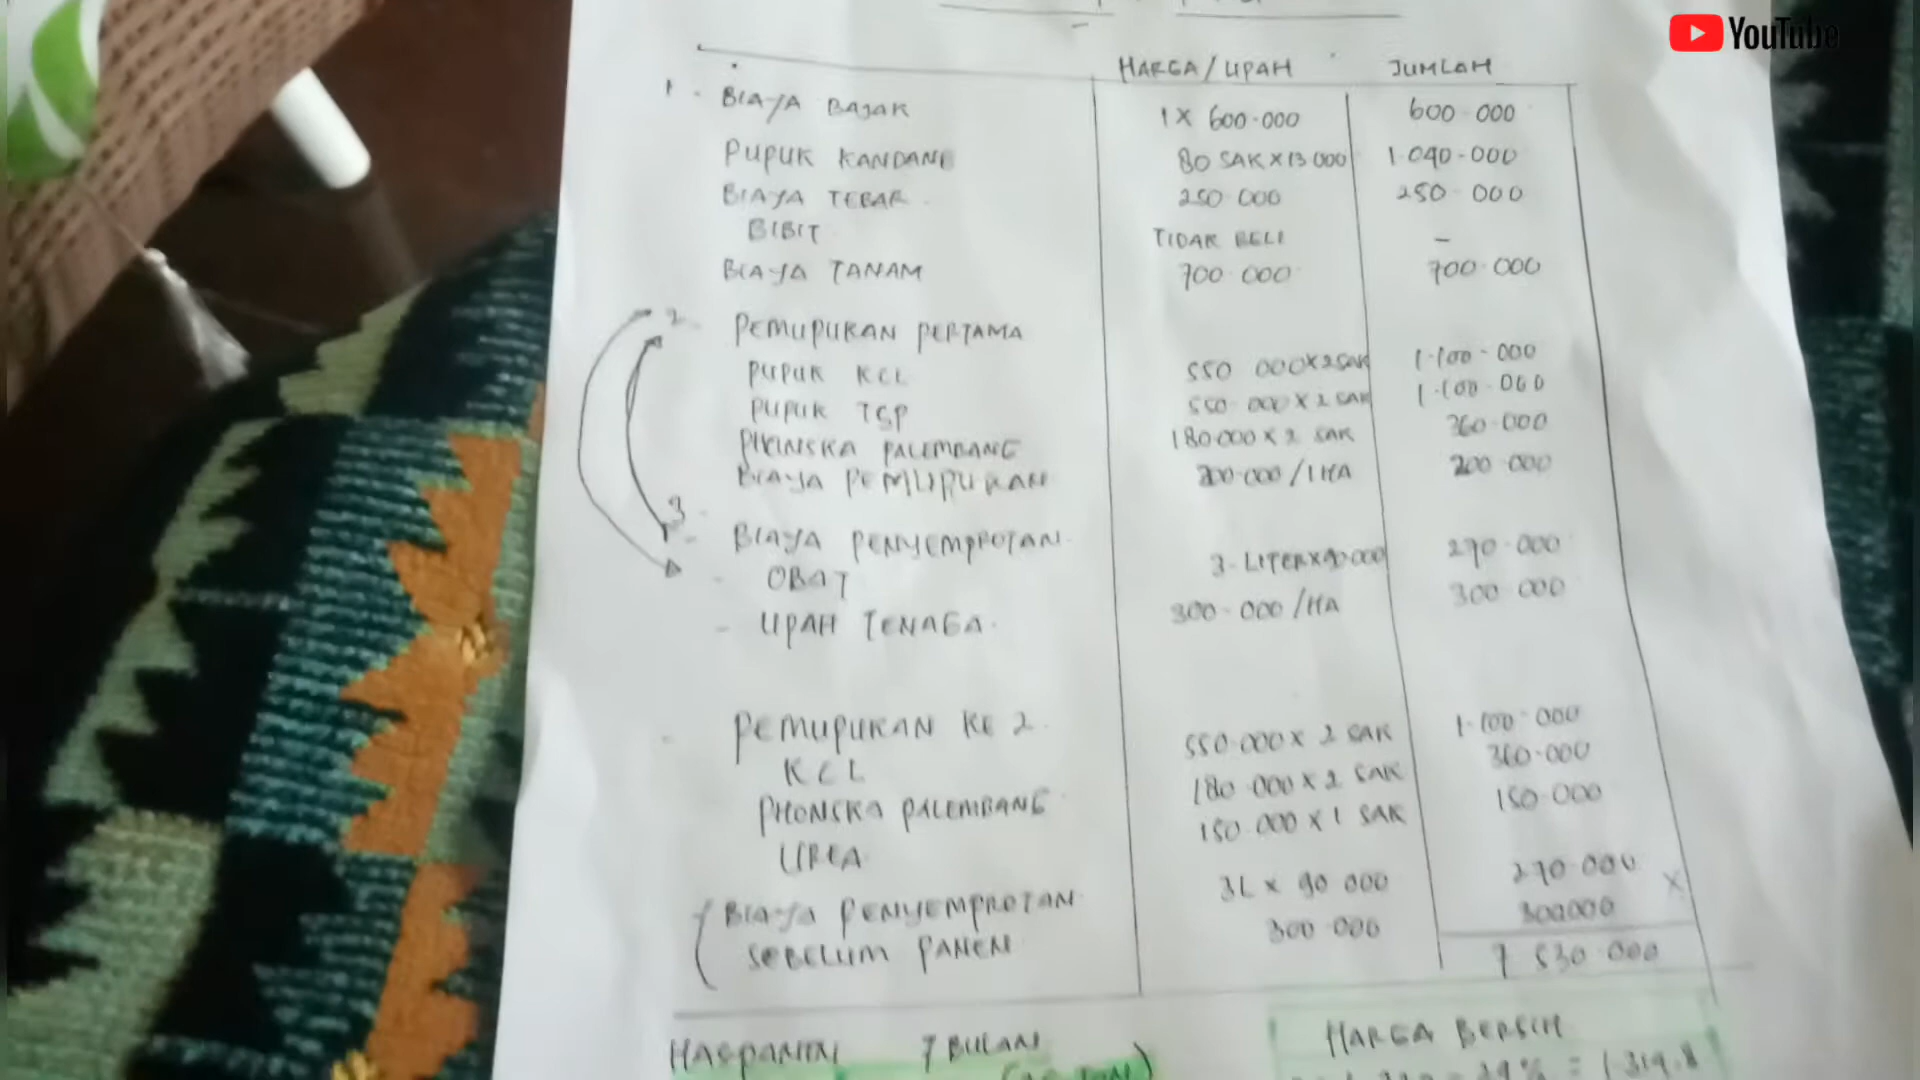 YouTube
HARGA / UPAH JUMLAH
1 - BIAYA BAJAK 1 X 600.000 600.000
PUPUK KANDANG 80 SAK X 13 000 1.040.000
BIAYA TEBAR 250 000 250.000
BIBIT TIDAK BELI -
BIAYA TANAM 700 000 700.000
2 - PEMUPUKAN PERTAMA
PUPUK KCL 550 000 X 2 SAK 1.100.000
PUPUK TSP 550.000 X 2 SAK 1.100.000
PHONSKA PALEMBANG 180.000 X 2 SAK 360.000
BIAYA PEMUPUKAN 200.000 / 1 HA 200.000
3 -
- BIAYA PENYEMPROTAN
- OBAT 3 LITER X 90 000 270.000
- UPAH TENAGA 300.000 / HA 300 000
- PEMUPUKAN KE 2
KCL 550.000 X 2 SAK 1.100.000
PHONSKA PALEMBANG 180.000 X 2 SAK 360.000
UREA 150.000 X 1 SAK 150.000
BIAYA PENYEMPROTAN 3L X 90 000 270.000 X
SEBELUM PANEN 300 000 300000
7 530 000
7 BULAN HARGA BERSIH